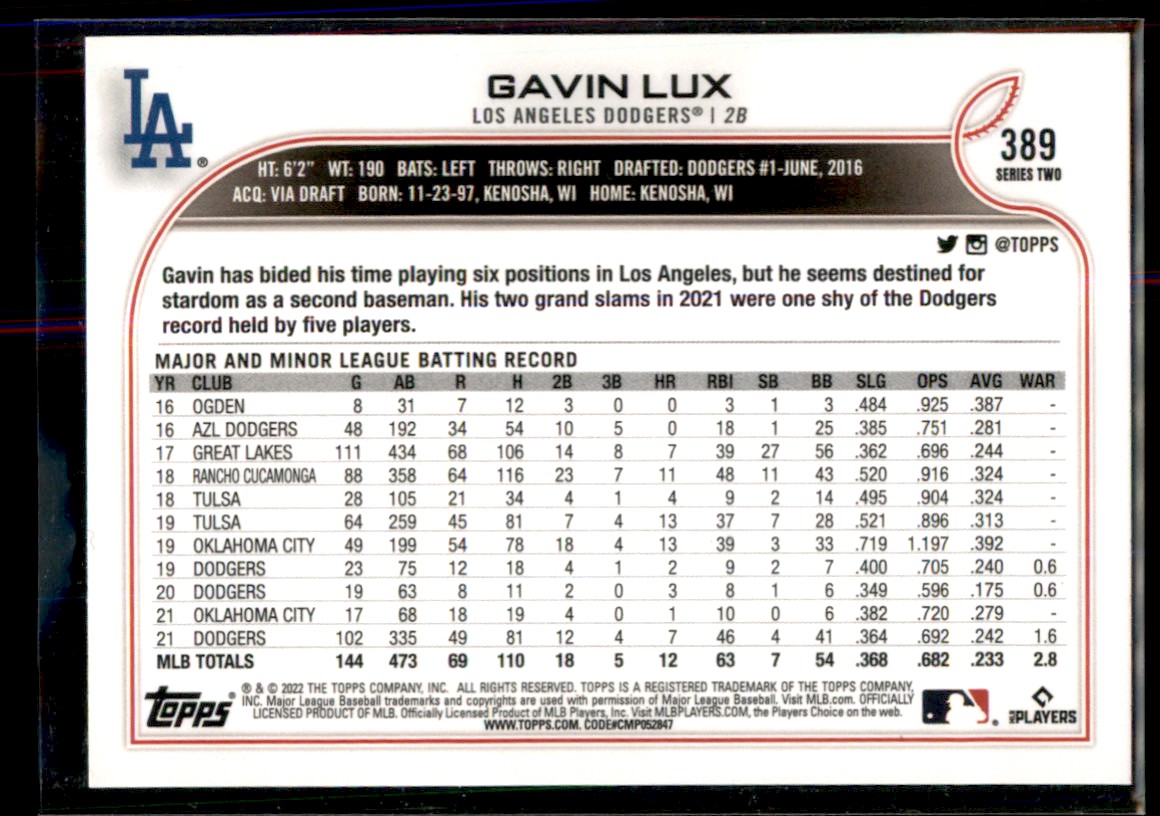 LA®
GAVIN LUX
LOS ANGELES DODGERS® | 2B
389
SERIES TWO
HT: 6'2" WT: 190 BATS: LEFT THROWS: RIGHT DRAFTED: DODGERS #1-JUNE, 2016
ACQ: VIA DRAFT BORN: 11-23-97, KENOSHA, WI HOME: KENOSHA, WI
@TOPPS
Gavin has bided his time playing six positions in Los Angeles, but he seems destined for
stardom as a second baseman. His two grand slams in 2021 were one shy of the Dodgers
record held by five players.
MAJOR AND MINOR LEAGUE BATTING RECORD
YR CLUB G AB R H 2B 3B HR RBI SB BB SLG OPS AVG WAR
16 OGDEN 8 31 7 12 3 0 0 3 1 3 .484 .925 .387 -
16 AZL DODGERS 48 192 34 54 10 5 0 18 1 25 .385 .751 .281 -
17 GREAT LAKES 111 434 68 106 14 8 7 39 27 56 .362 .696 .244 -
18 RANCHO CUCAMONGA 88 358 64 116 23 7 11 48 11 43 .520 .916 .324 -
18 TULSA 28 105 21 34 4 1 4 9 2 14 .495 .904 .324 -
19 TULSA 64 259 45 81 7 4 13 37 7 28 .521 .896 .313 -
19 OKLAHOMA CITY 49 199 54 78 18 4 13 39 3 33 .719 1.197 .392 -
19 DODGERS 23 75 12 18 4 1 2 9 2 7 .400 .705 .240 0.6
20 DODGERS 19 63 8 11 2 0 3 8 1 6 .349 .596 .175 0.6
21 OKLAHOMA CITY 17 68 18 19 4 0 1 10 0 6 .382 .720 .279 -
21 DODGERS 102 335 49 81 12 4 7 46 4 41 .364 .692 .242 1.6
MLB TOTALS 144 473 69 110 18 5 12 63 7 54 .368 .682 .233 2.8
topps®
® & © 2022 THE TOPPS COMPANY, INC. ALL RIGHTS RESERVED. TOPPS IS A REGISTERED TRADEMARK OF THE TOPPS COMPANY,
INC. Major League Baseball trademarks and copyrights are used with permission of Major League Baseball. Visit MLB.com. OFFICIALLY
LICENSED PRODUCT OF MLB. Officially Licensed Product of MLB Players, Inc. Visit MLBPLAYERS.COM, the Players Choice on the web.
WWW.TOPPS.COM. CODE#CMP052847
MLB PLAYERS